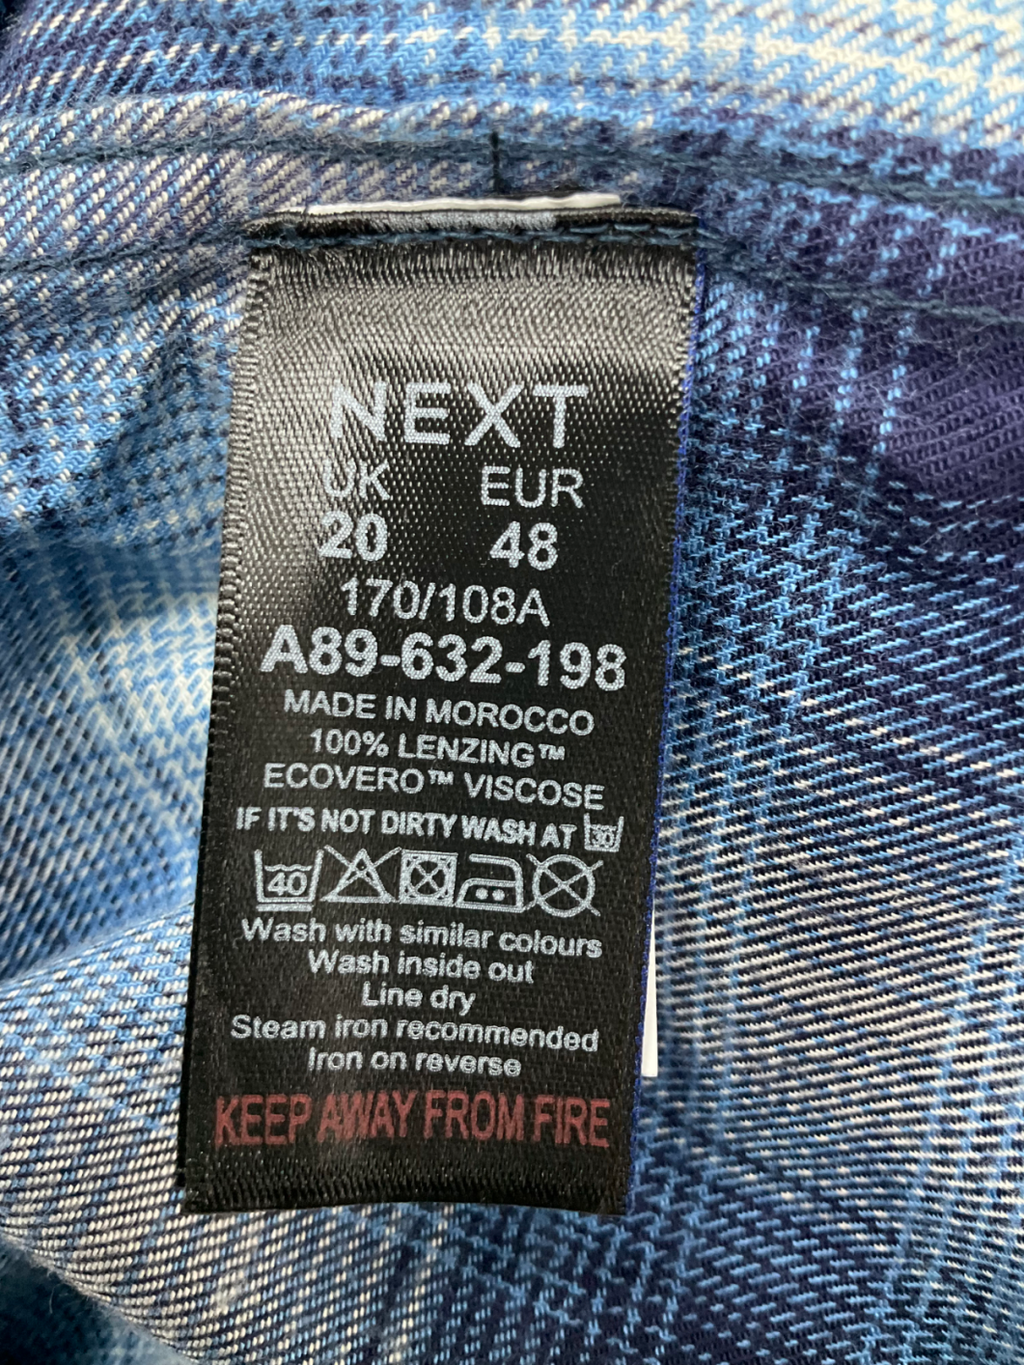 NEXT
UK EUR
20 48
170/108A
A89-632-198
MADE IN MOROCCO
100% LENZING™
ECOVERO™ VISCOSE
IF IT'S NOT DIRTY WASH AT 30
40
Wash with similar colours
Wash inside out
Line dry
Steam iron recommended
Iron on reverse
KEEP AWAY FROM FIRE